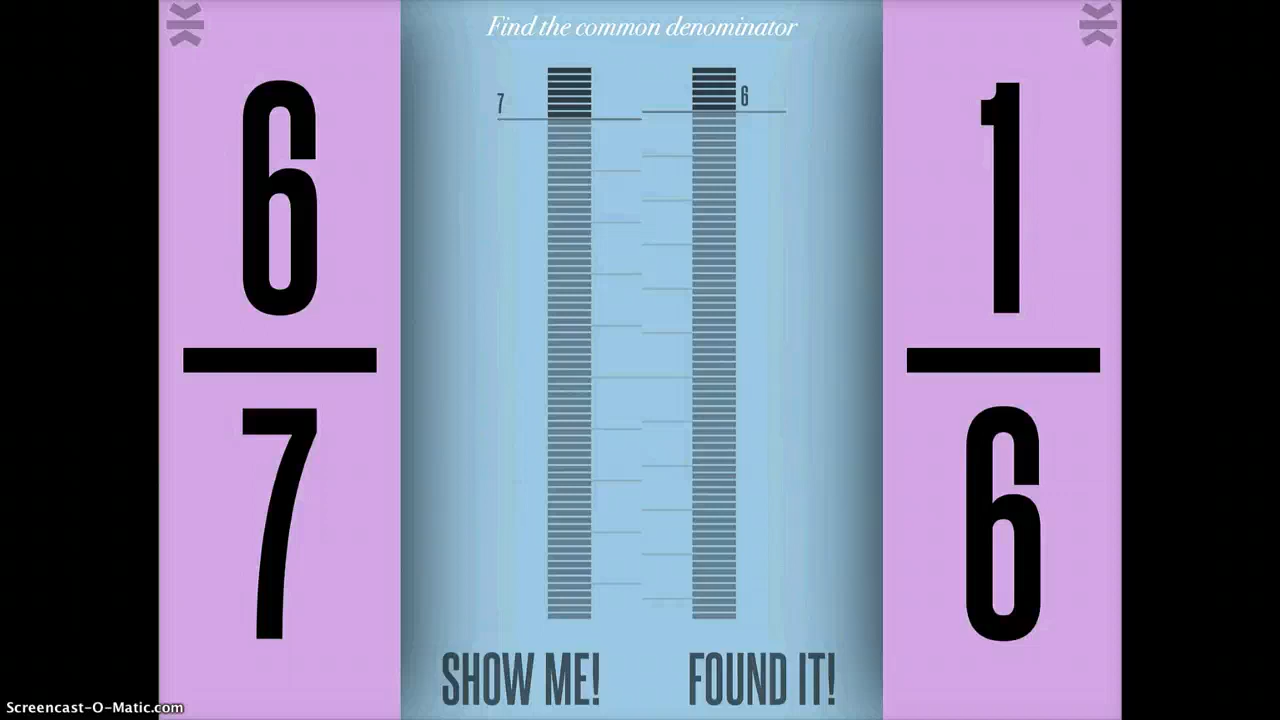 Find the common denominator
7
6
6
7
1
6
SHOW ME!
FOUND IT!
Screencast-O-Matic.com